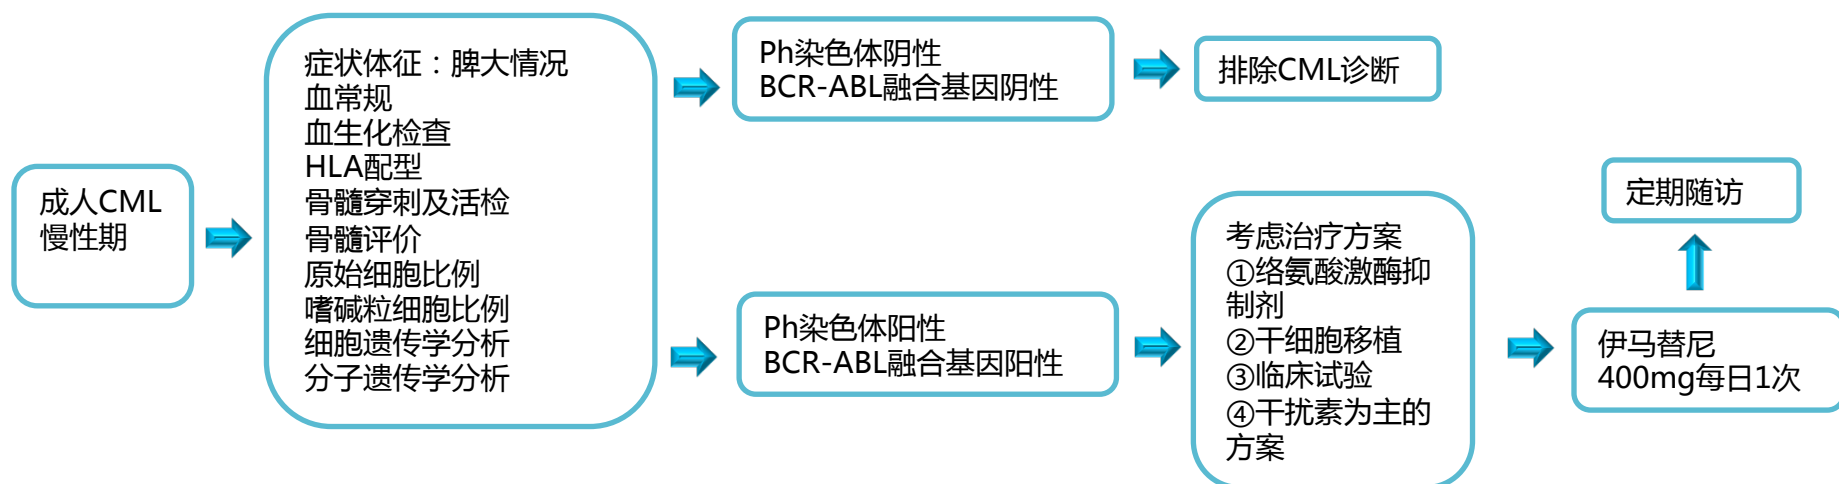 成人CML
慢性期
症状体征：脾大情况
血常规
血生化检查
HLA配型
骨髓穿刺及活检
骨髓评价
原始细胞比例
嗜碱粒细胞比例
细胞遗传学分析
分子遗传学分析
Ph染色体阴性
BCR-ABL融合基因阴性
排除CML诊断
Ph染色体阳性
BCR-ABL融合基因阳性
考虑治疗方案
①络氨酸激酶抑
制剂
②干细胞移植
③临床试验
④干扰素为主的
方案
伊马替尼
400mg每日1次
定期随访